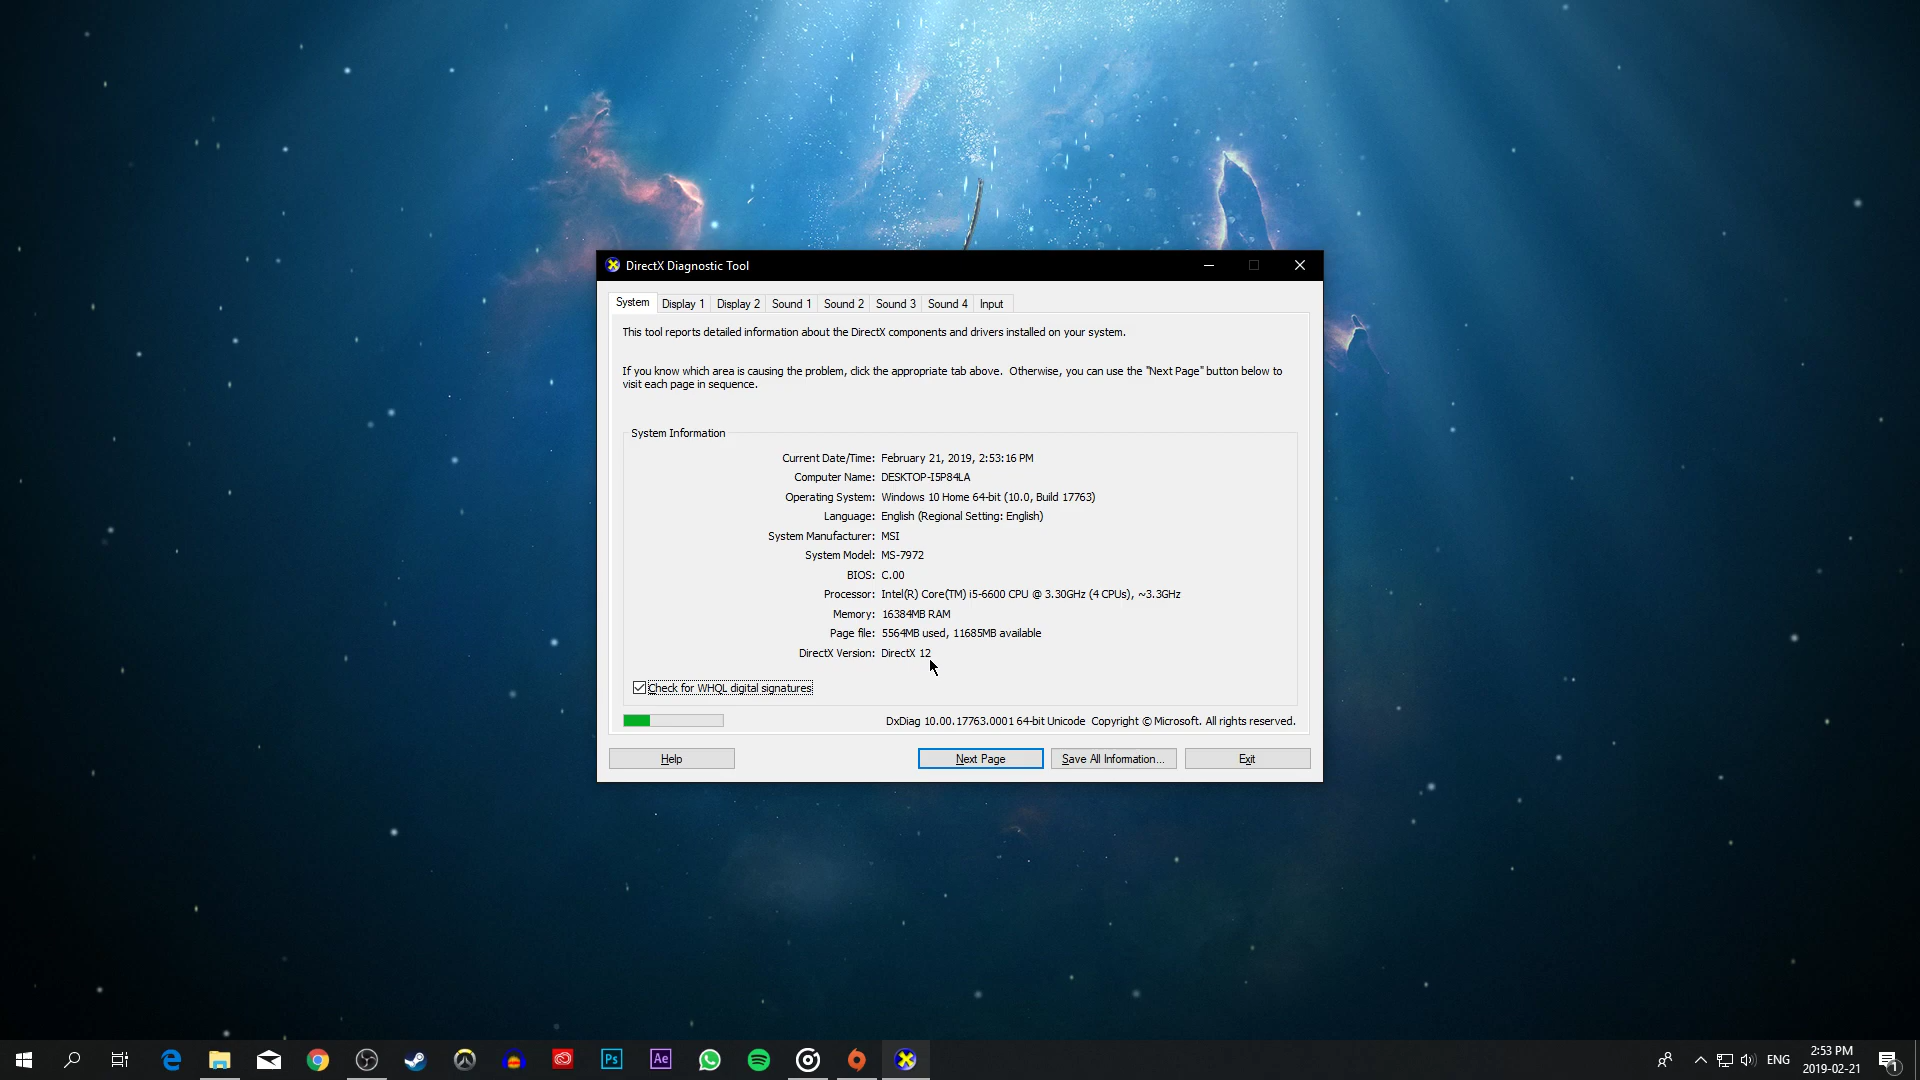 DirectX Diagnostic Tool
System Display 1 Display 2 Sound 1 Sound 2 Sound 3 Sound 4 Input
This tool reports detailed information about the DirectX components and drivers installed on your system.
If you know which area is causing the problem, click the appropriate tab above.  Otherwise, you can use the "Next Page" button below to
visit each page in sequence.
System Information
Current Date/Time: February 21, 2019, 2:53:16 PM
Computer Name: DESKTOP-I5P84LA
Operating System: Windows 10 Home 64-bit (10.0, Build 17763)
Language: English (Regional Setting: English)
System Manufacturer: MSI
System Model: MS-7972
BIOS: C.00
Processor: Intel(R) Core(TM) i5-6600 CPU @ 3.30GHz (4 CPUs), ~3.3GHz
Memory: 16384MB RAM
Page file: 5564MB used, 11685MB available
DirectX Version: DirectX 12
Check for WHQL digital signatures
DxDiag 10.00.17763.0001 64-bit Unicode  Copyright © Microsoft. All rights reserved.
Help Next Page Save All Information... Exit
Ps Ae ENG 2:53 PM
2019-02-21 1